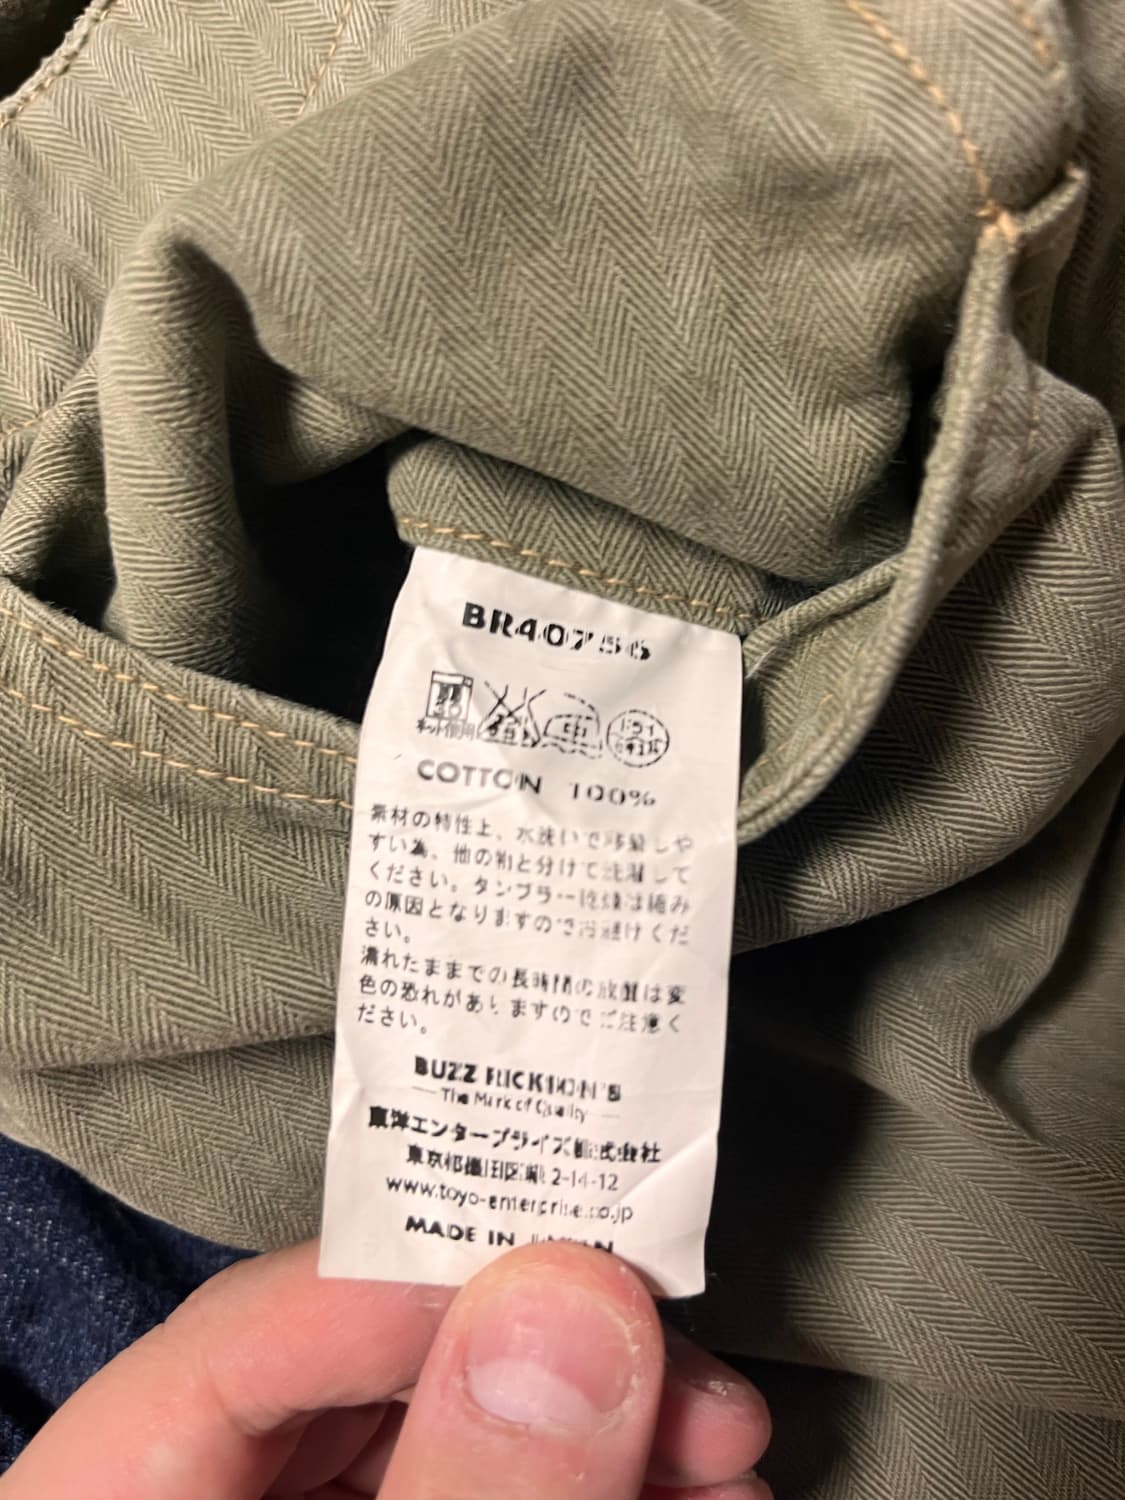 BR40756
ネット使用
中
COTTON 100%
素材の特性上、水洗いで移染しや
すい為、他の物と分けて洗濯して
ください。タンブラー乾燥は縮み
の原因となりますのでお避けくだ
さい。
濡れたままでの長時間の放置は変
色の恐れがありますのでご注意く
ださい。
BUZZ RICKSON'S
The Mark of Quality
東洋エンタープライズ株式会社
東京都墨田区 2-14-12
www.toyo-enterprise.co.jp
MADE IN JAPAN